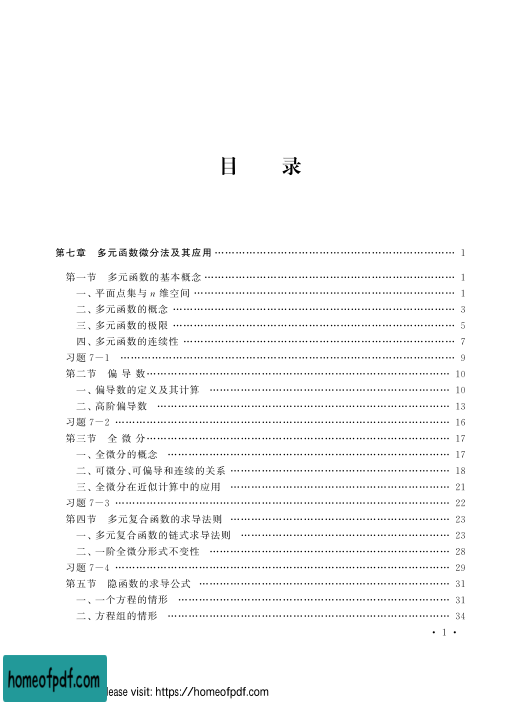 目 录
第七章 多元函数微分法及其应用 …… 1
第一节 多元函数的基本概念 …… 1
一、平面点集与 n 维空间 …… 1
二、多元函数的概念 …… 3
三、多元函数的极限 …… 5
四、多元函数的连续性 …… 7
习题 7-1 …… 9
第二节 偏 导 数 …… 10
一、偏导数的定义及其计算 …… 10
二、高阶偏导数 …… 13
习题 7-2 …… 16
第三节 全 微 分 …… 17
一、全微分的概念 …… 17
二、可微分、可偏导和连续的关系 …… 18
三、全微分在近似计算中的应用 …… 21
习题 7-3 …… 22
第四节 多元复合函数的求导法则 …… 23
一、多元复合函数的链式求导法则 …… 23
二、一阶全微分形式不变性 …… 28
习题 7-4 …… 29
第五节 隐函数的求导公式 …… 31
一、一个方程的情形 …… 31
二、方程组的情形 …… 34
· I ·
homeofpdf.com
lease visit: https://homeofpdf.com